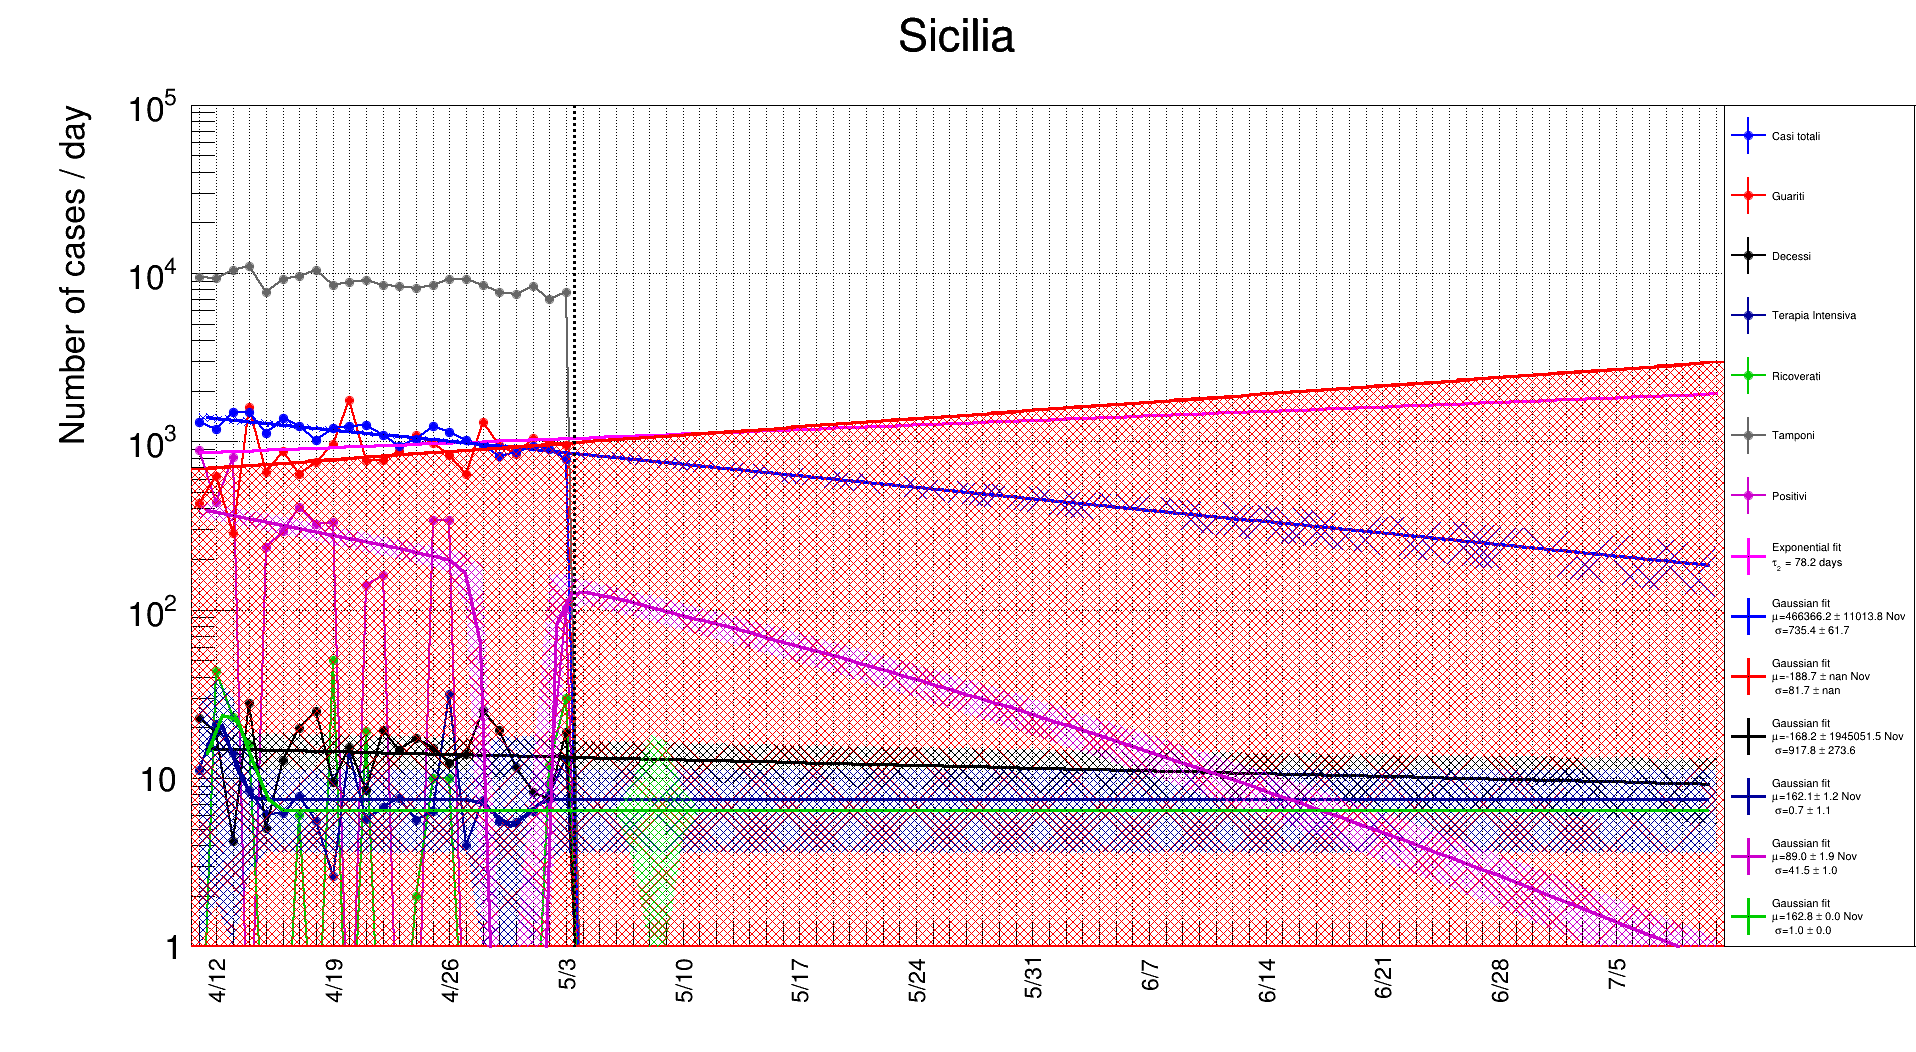 Sicilia
Number of cases / day
10^5
10^4
10^3
10^2
10
1
4/12
4/19
4/26
5/3
5/10
5/17
5/24
5/31
6/7
6/14
6/21
6/28
7/5
Casi totali
Guariti
Decessi
Terapia Intensiva
Ricoverati
Tamponi
Positivi
Exponential fit
τ₂ = 78.2 days
Gaussian fit
μ=466366.2 ± 11013.8 Nov
σ=735.4 ± 61.7
Gaussian fit
μ=-188.7 ± nan Nov
σ=81.7 ± nan
Gaussian fit
μ=-168.2 ± 1945051.5 Nov
σ=917.8 ± 273.6
Gaussian fit
μ=162.1 ± 1.2 Nov
σ=0.7 ± 1.1
Gaussian fit
μ=89.0 ± 1.9 Nov
σ=41.5 ± 1.0
Gaussian fit
μ=162.8 ± 0.0 Nov
σ=1.0 ± 0.0